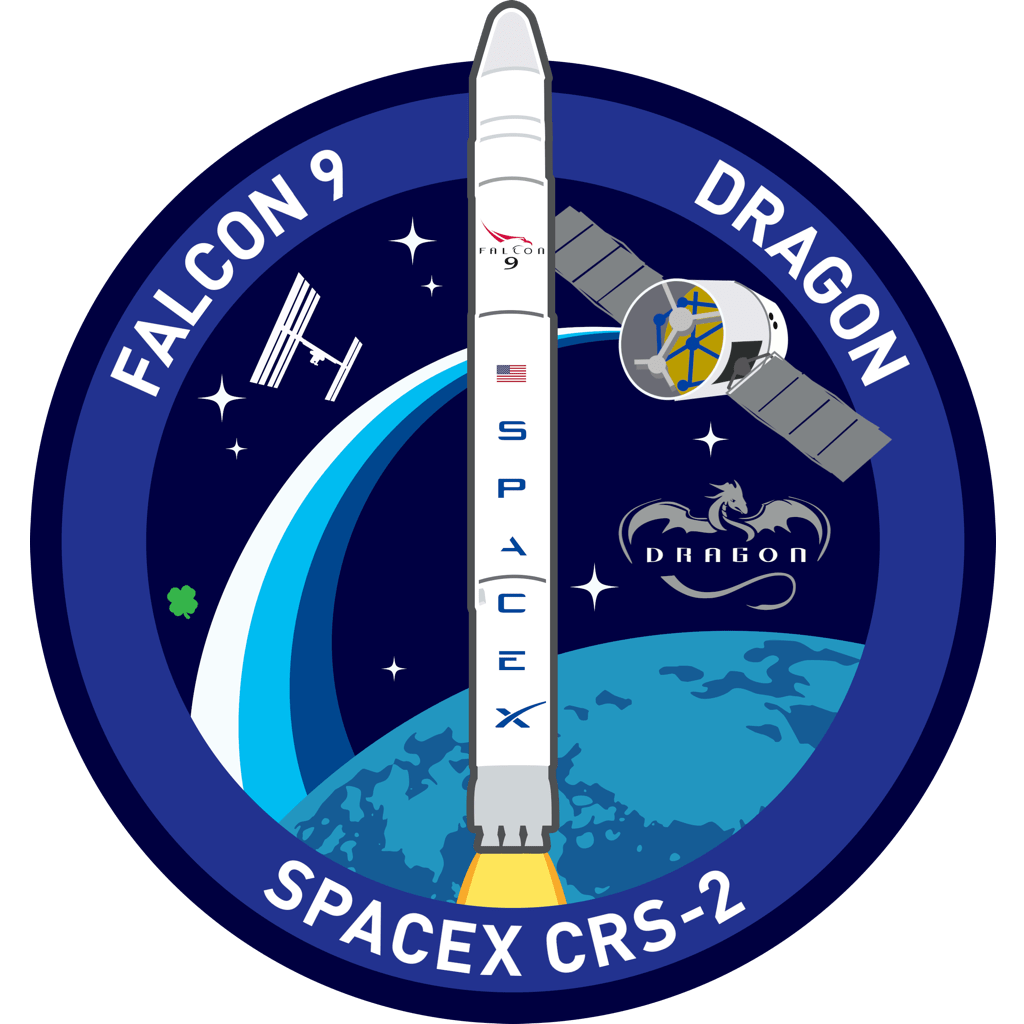 FALCON 9
DRAGON
FALCON
9
SPACEX
DRAGON
SPACEX CRS-2